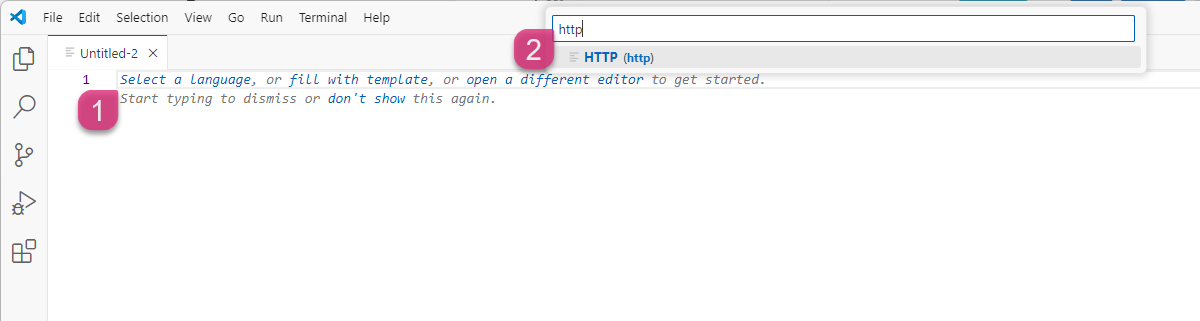 File Edit Selection View Go Run Terminal Help
http
2
HTTP (http)
Untitled-2
1 Select a language, or fill with template, or open a different editor to get started.
1
Start typing to dismiss or don't show this again.